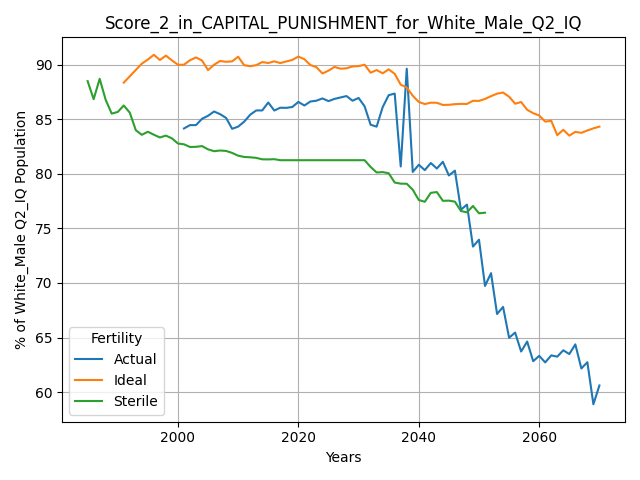 Score_2_in_CAPITAL_PUNISHMENT_for_White_Male_Q2_IQ
% of White_Male Q2_IQ Population
90
85
80
75
70
65
60
Fertility
Actual
Ideal
Sterile
2000 2020 2040 2060
Years